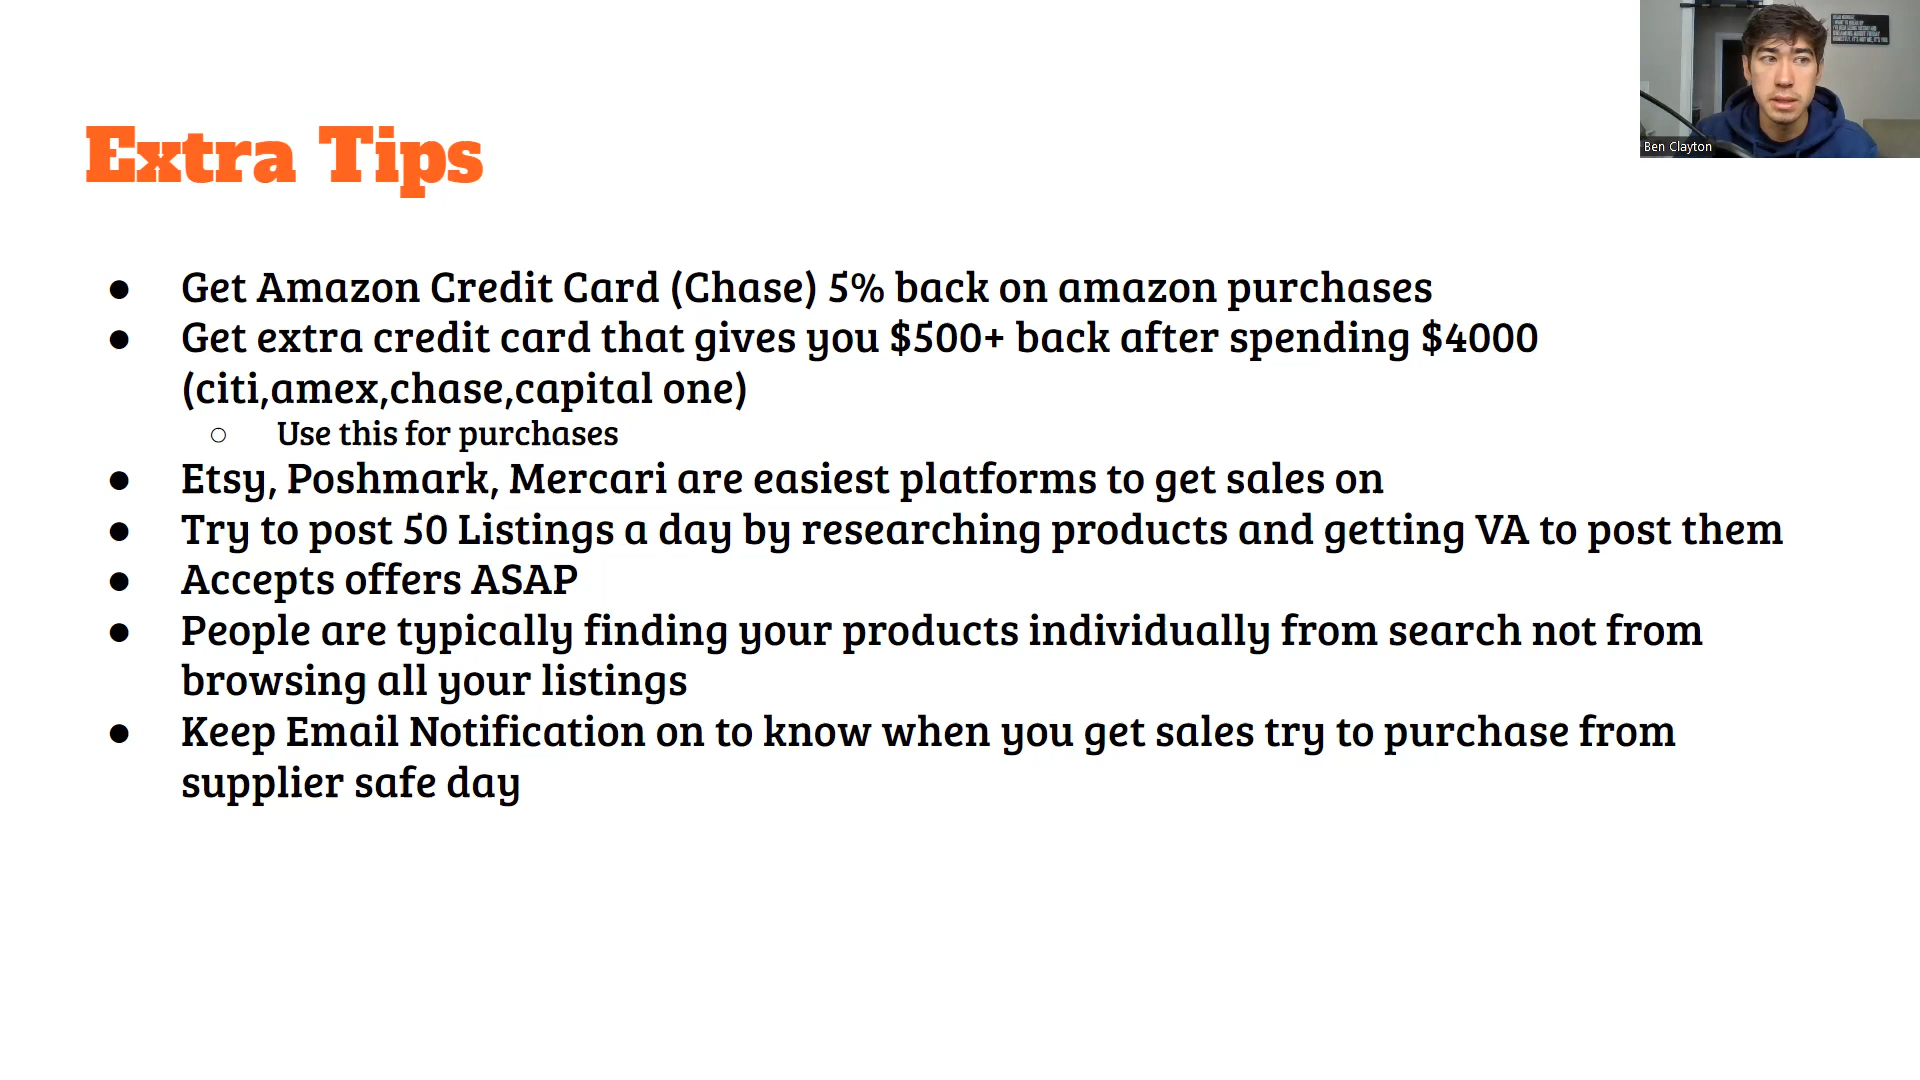 Extra Tips
● Get Amazon Credit Card (Chase) 5% back on amazon purchases
● Get extra credit card that gives you $500+ back after spending $4000
(citi,amex,chase,capital one)
○ Use this for purchases
● Etsy, Poshmark, Mercari are easiest platforms to get sales on
● Try to post 50 Listings a day by researching products and getting VA to post them
● Accepts offers ASAP
● People are typically finding your products individually from search not from
browsing all your listings
● Keep Email Notification on to know when you get sales try to purchase from
supplier safe day
Ben Clayton